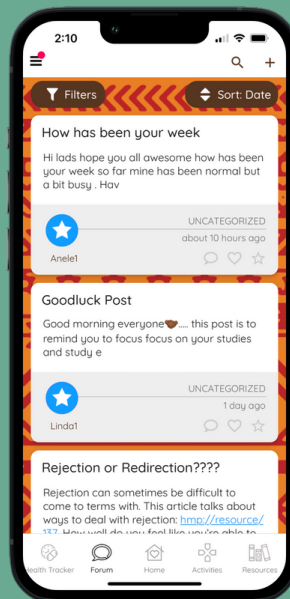 2:10
Filters
Sort: Date
How has been your week
Hi lads hope you all awesome how has been
your week so far mine has been normal but
a bit busy . Hav
UNCATEGORIZED
about 10 hours ago
Anele1
Goodluck Post
Good morning everyone🤝..... this post is to
remind you to focus focus on your studies
and study e
UNCATEGORIZED
1 day ago
Linda1
Rejection or Redirection????
Rejection can sometimes be difficult to
come to terms with. This article talks about
ways to deal with rejection: hmp://resource/
137. How well do you feel like you're able to
Health Tracker
Forum
Home
Activities
Resources